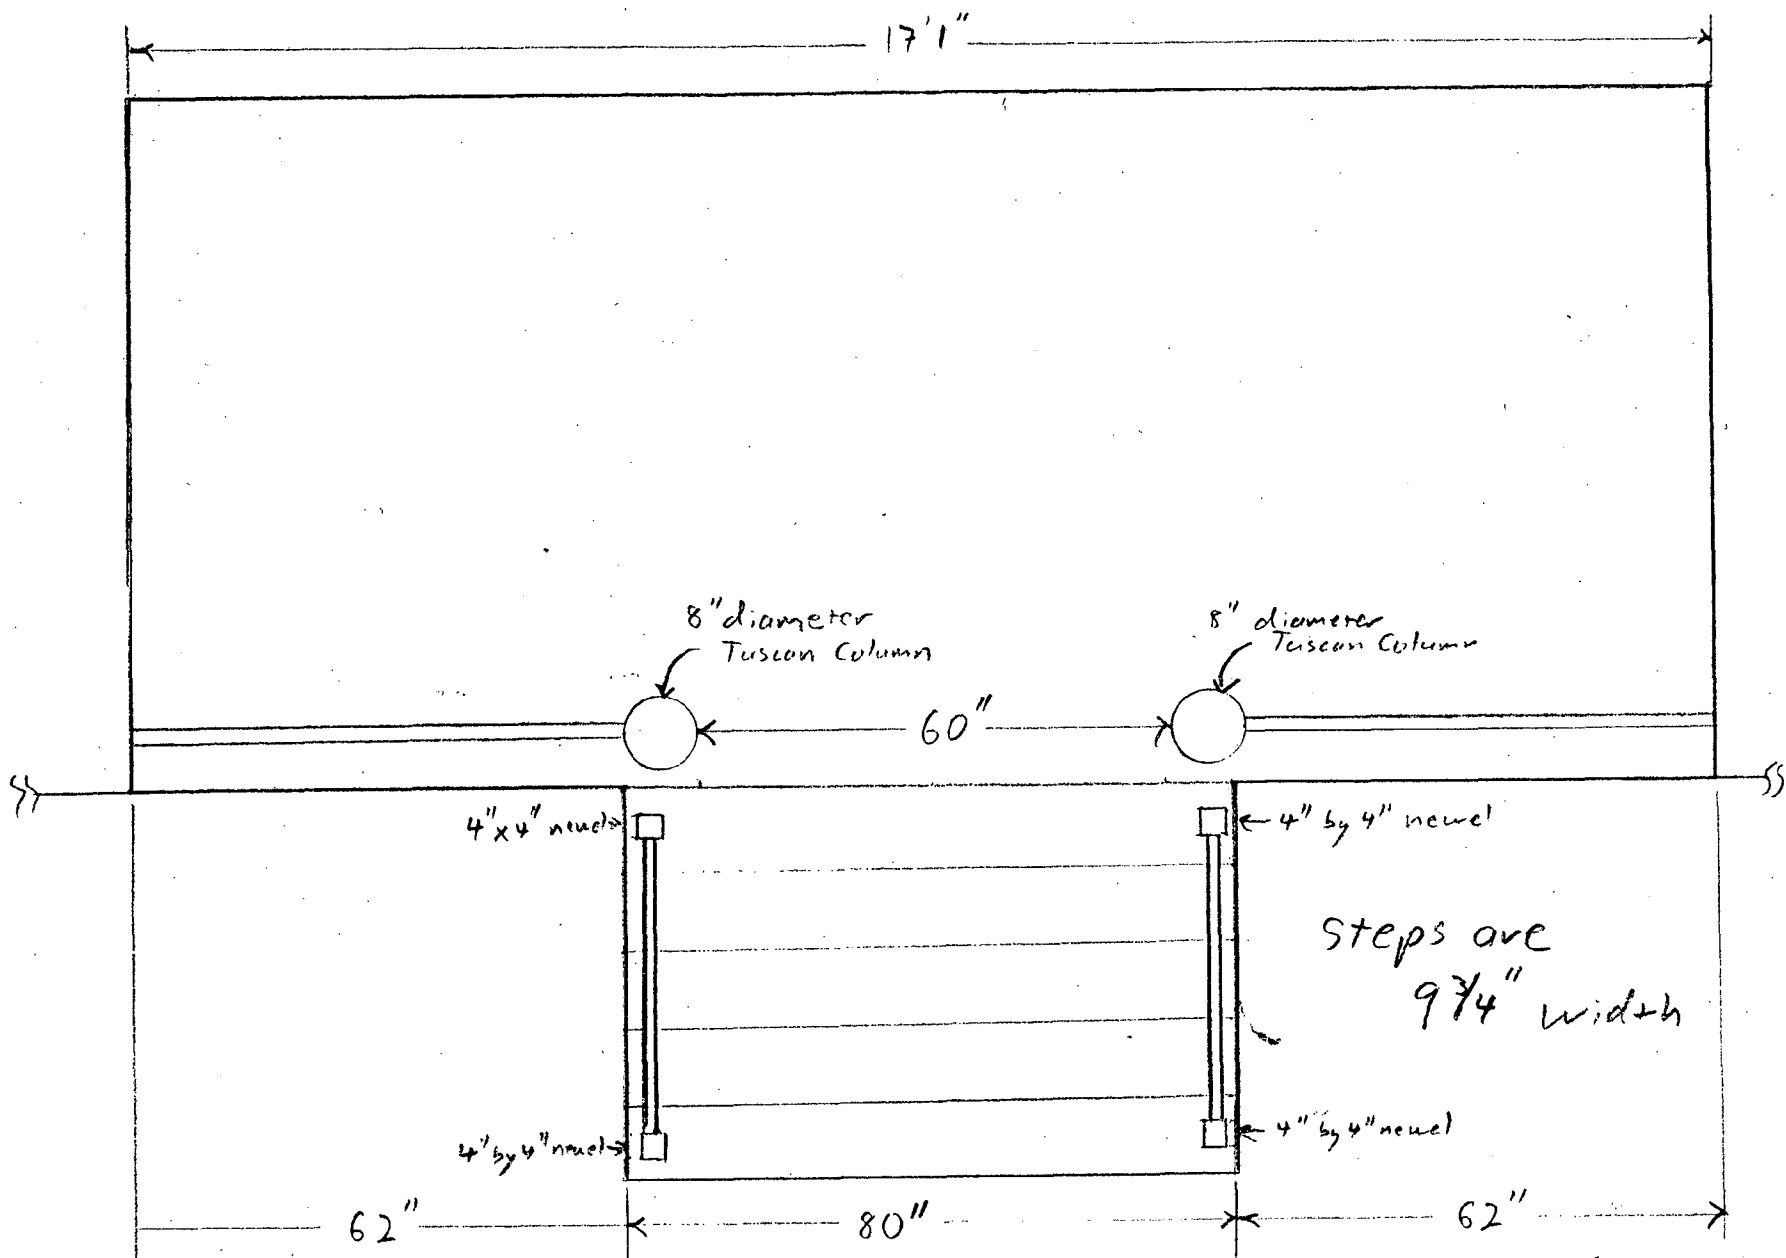 17'1"
8" diameter
Tuscan Column
8" diameter
Tuscan Column
60"
4"x4" newel
4" by 4" newel
steps are
9 3/4" width
4" by 4" newel
4" by 4" newel
62"
80"
62"